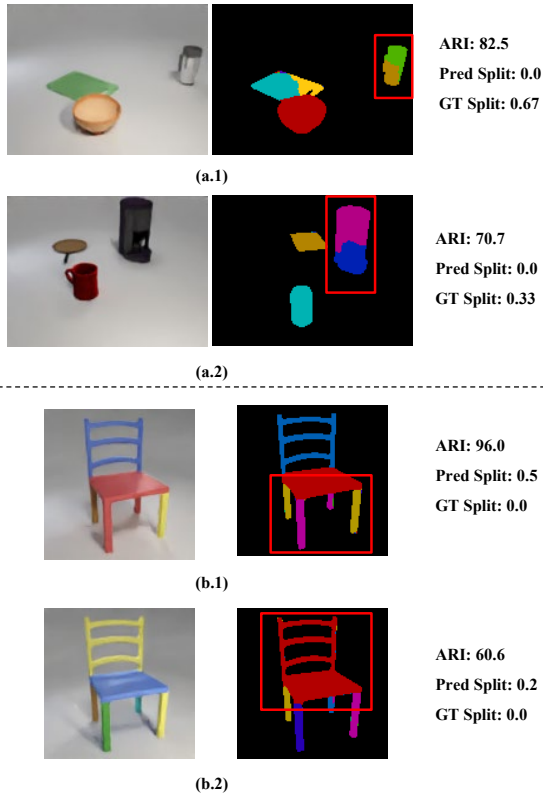 ARI: 82.5
Pred Split: 0.0
GT Split: 0.67
(a.1)
ARI: 70.7
Pred Split: 0.0
GT Split: 0.33
(a.2)
ARI: 96.0
Pred Split: 0.5
GT Split: 0.0
(b.1)
ARI: 60.6
Pred Split: 0.2
GT Split: 0.0
(b.2)